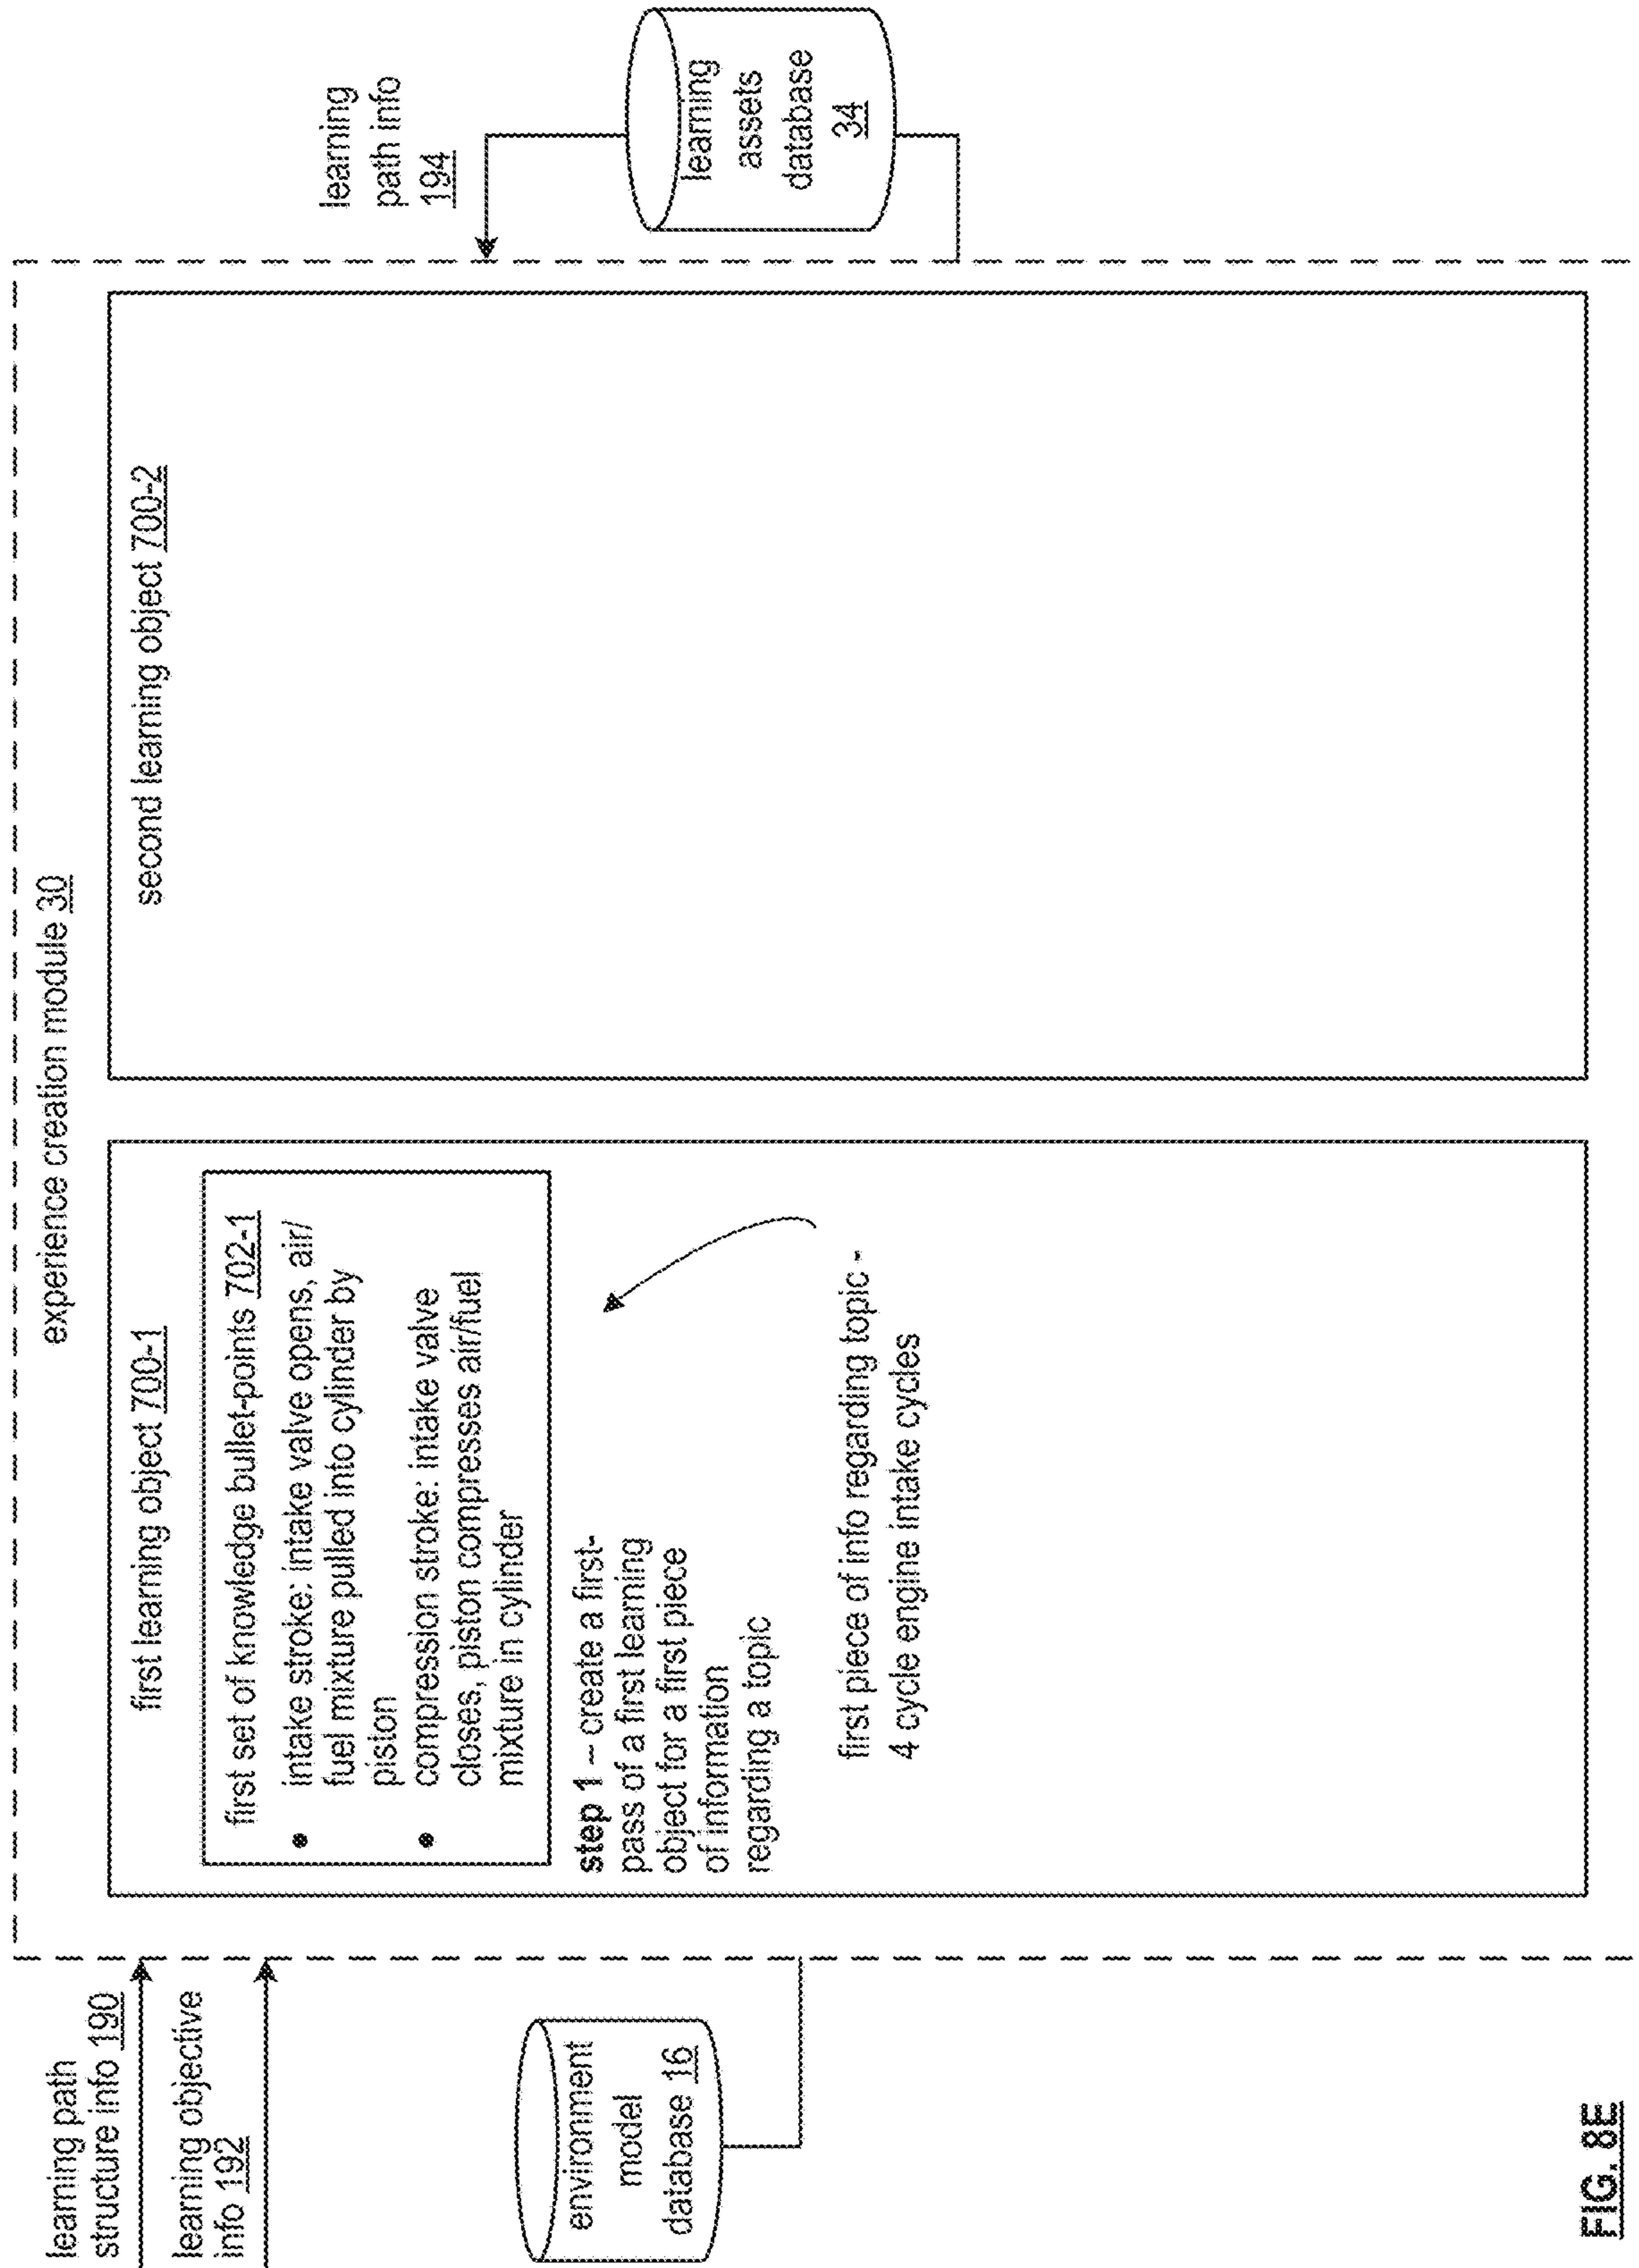 experience creation module 30
learning path
structure info 190
learning objective
info 192
environment
model
database 16
first learning object 700-1
first set of knowledge bullet-points 702-1
• intake stroke: intake valve opens, air/
fuel mixture pulled into cylinder by
piston
• compression stroke: intake valve
closes, piston compresses air/fuel
mixture in cylinder
step 1 – create a first-
pass of a first learning
object for a first piece
of information
regarding a topic
first piece of info regarding topic -
4 cycle engine intake cycles
second learning object 700-2
learning
path info
194
learning
assets
database
34
FIG. 8E